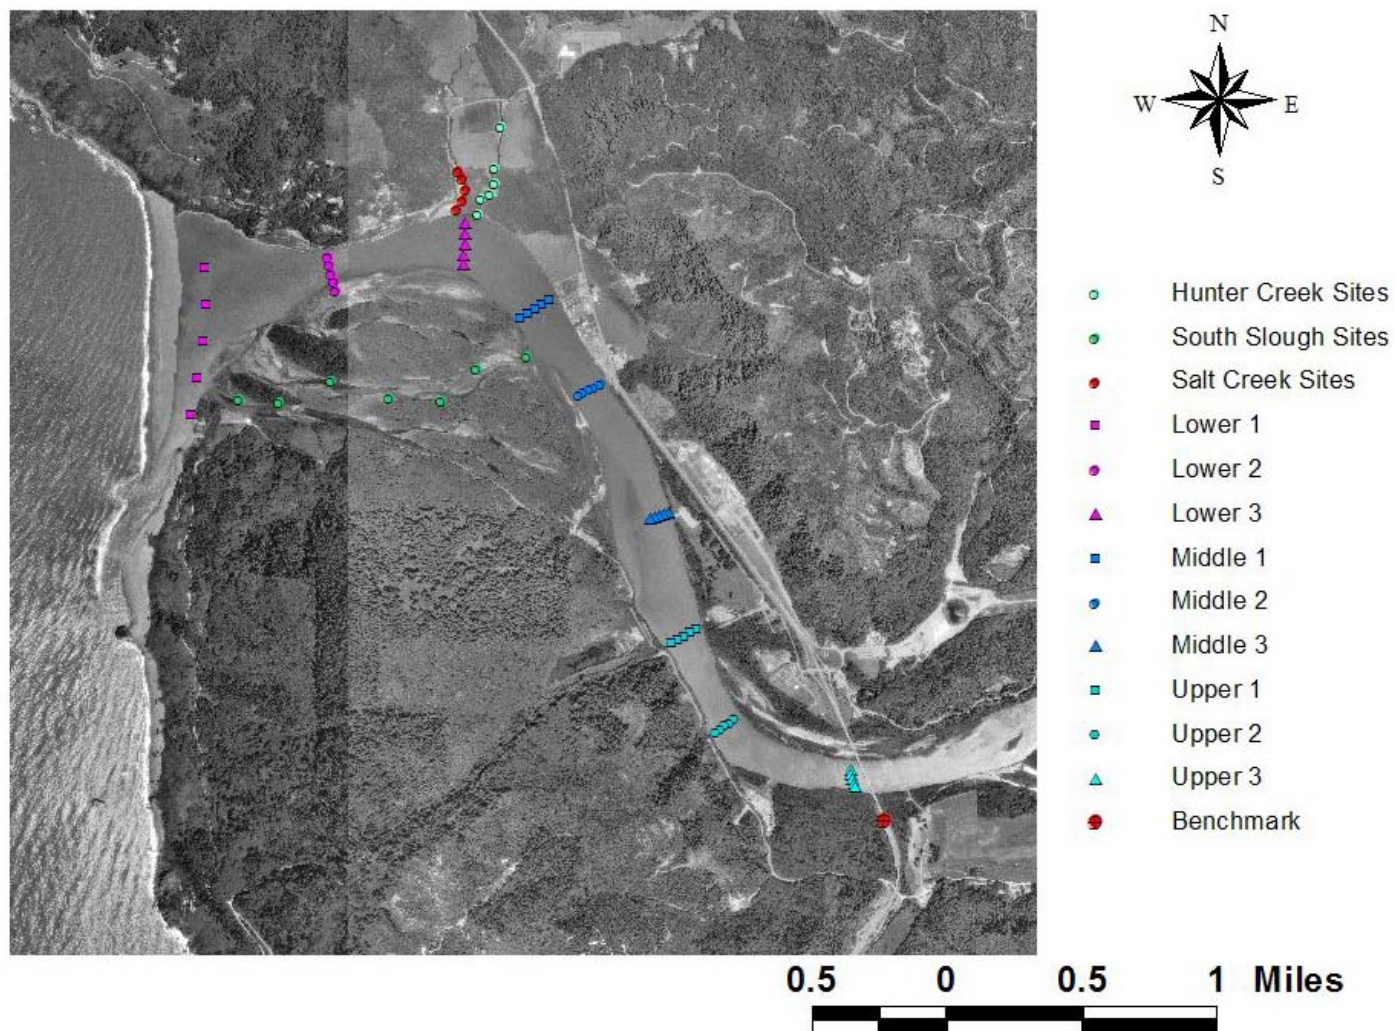 N
W E
S
Hunter Creek Sites
South Slough Sites
Salt Creek Sites
Lower 1
Lower 2
Lower 3
Middle 1
Middle 2
Middle 3
Upper 1
Upper 2
Upper 3
Benchmark
0.5 0 0.5 1 Miles